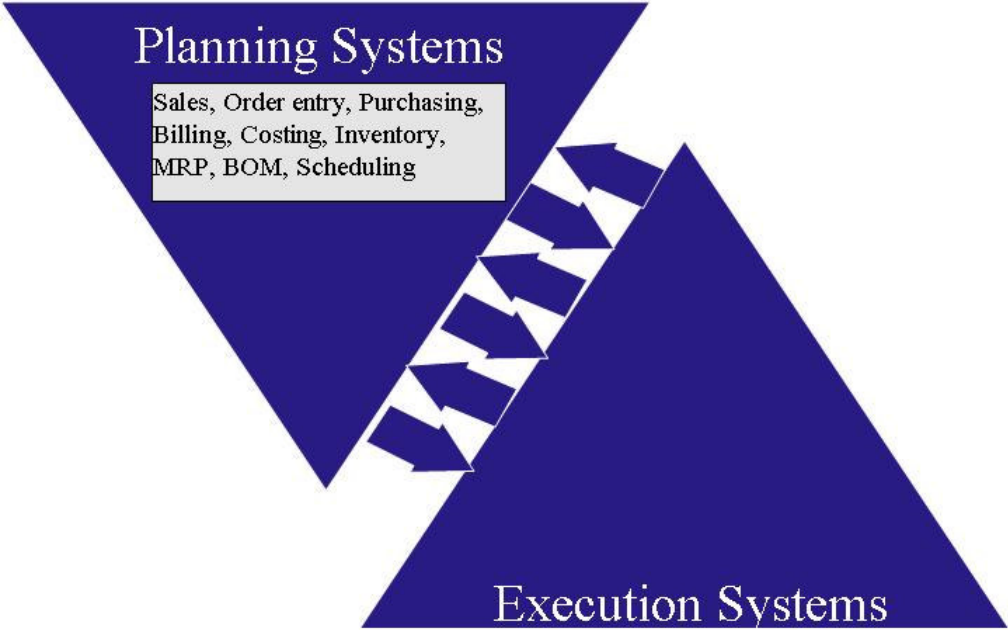 Planning Systems
Sales, Order entry, Purchasing,
Billing, Costing, Inventory,
MRP, BOM, Scheduling
Execution Systems